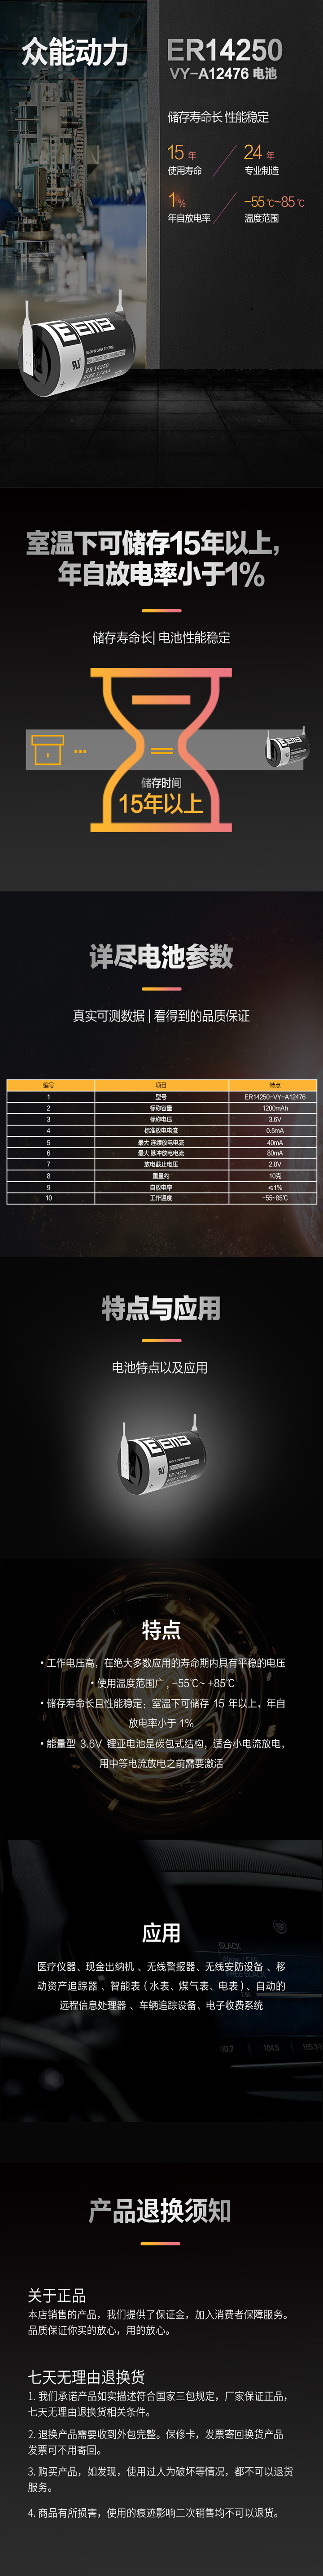 众能动力
ER14250
VY-A12476 电池
储存寿命长 性能稳定
15 年
使用寿命
24 年
专业制造
1%
年自放电率
-55℃~85℃
温度范围
EEMB
ER 14250
室温下可储存15年以上，
年自放电率小于1%
储存寿命长| 电池性能稳定
储存时间
15年以上
详尽电池参数
真实可测数据 | 看得到的品质保证
编号 项目 特点
1 型号 ER14250-VY-A12476
2 标称容量 1200mAh
3 标称电压 3.6V
4 标准放电电流 0.5mA
5 最大 连续放电电流 40mA
6 最大 脉冲放电电流 80mA
7 放电截止电压 2.0V
8 重量约 10克
9 自放电率 ≤1%
10 工作温度 -55~85℃
特点与应用
电池特点以及应用
EEMB
ER 14250
特点
• 工作电压高，在绝大多数应用的寿命期内具有平稳的电压
• 使用温度范围广，-55℃~ +85℃
• 储存寿命长且性能稳定；室温下可储存 15 年以上，年自
放电率小于 1%
• 能量型 3.6V 锂亚电池是碳包式结构，适合小电流放电，
用中等电流放电之前需要激活
BLACK
应用
医疗仪器、现金出纳机 、无线警报器、无线安防设备 、移
动资产追踪器 、智能表 ( 水表、煤气表、电表 ) 、自动的
远程信息处理器 、车辆追踪设备、电子收费系统
90.7 104.5
产品退换须知
关于正品
本店销售的产品，我们提供了保证金，加入消费者保障服务。
品质保证你买的放心，用的放心。
七天无理由退换货
1. 我们承诺产品如实描述符合国家三包规定，厂家保证正品，
七天无理由退换货相关条件。
2. 退换产品需要收到外包完整。保修卡，发票寄回换货产品
发票可不用寄回。
3. 购买产品，如发现，使用过人为破坏等情况，都不可以退货
服务。
4. 商品有所损害，使用的痕迹影响二次销售均不可以退货。